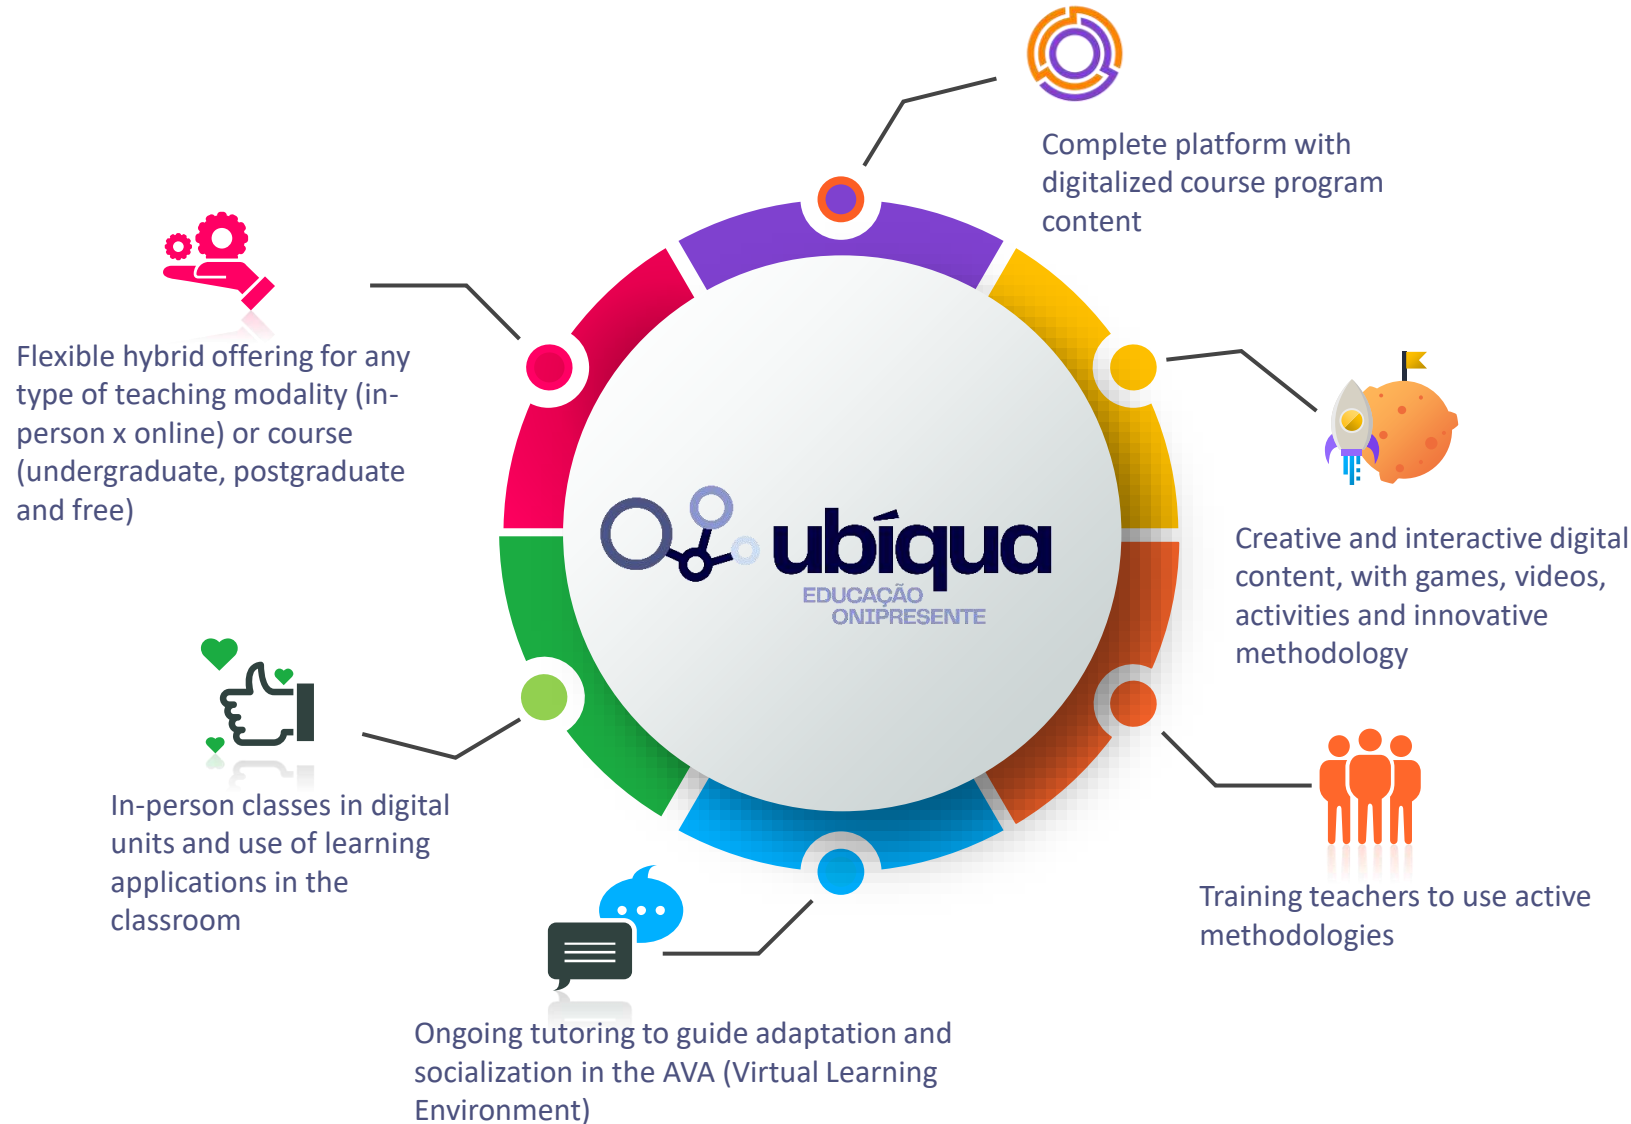 Complete platform with
digitalized course program
content
Flexible hybrid offering for any
type of teaching modality (in-
person x online) or course
(undergraduate, postgraduate
and free)
ubíqua
EDUCAÇÃO
ONIPRESENTE
Creative and interactive digital
content, with games, videos,
activities and innovative
methodology
In-person classes in digital
units and use of learning
applications in the
classroom
Training teachers to use active
methodologies
Ongoing tutoring to guide adaptation and
socialization in the AVA (Virtual Learning
Environment)